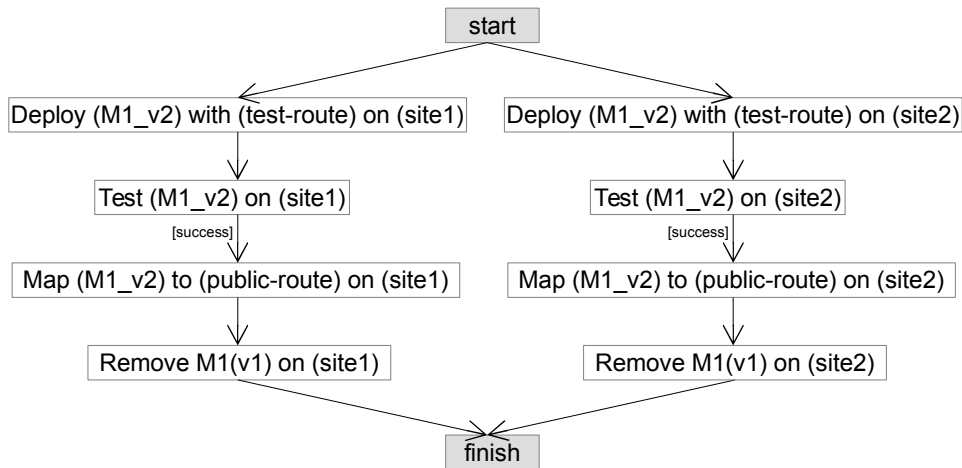 start
Deploy (M1_v2) with (test-route) on (site1)
Deploy (M1_v2) with (test-route) on (site2)
Test (M1_v2) on (site1)
Test (M1_v2) on (site2)
[success]
[success]
Map (M1_v2) to (public-route) on (site1)
Map (M1_v2) to (public-route) on (site2)
Remove M1(v1) on (site1)
Remove M1(v1) on (site2)
finish